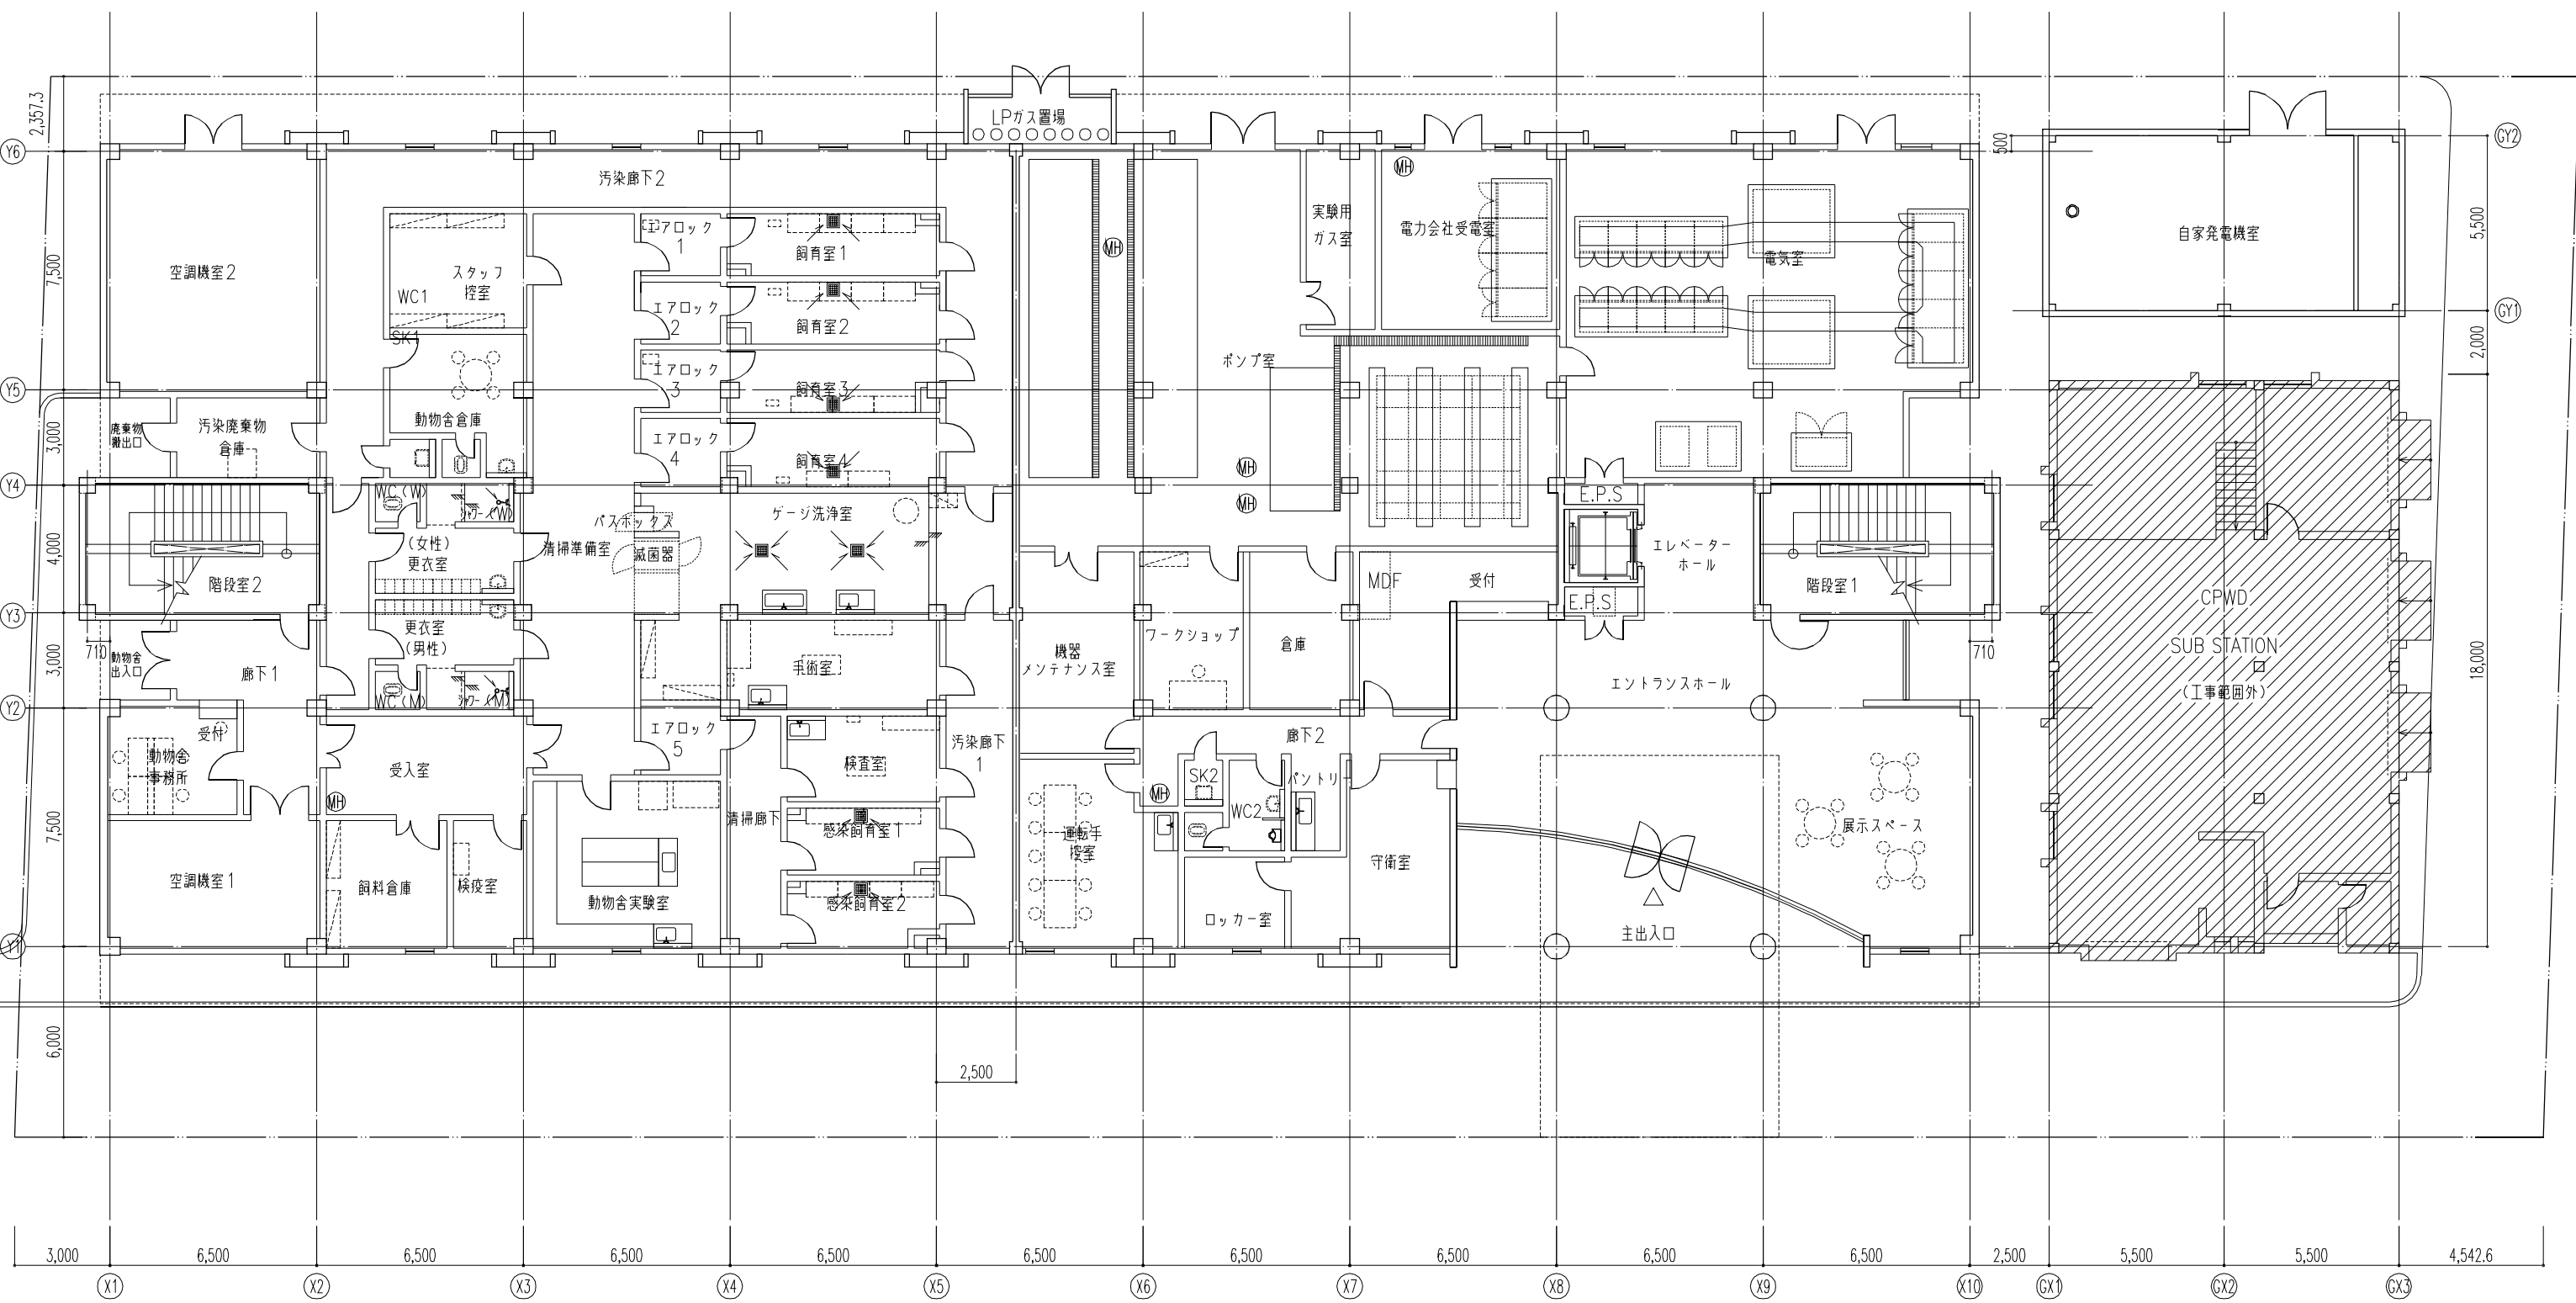 LPガス置場
2,357.3
Y6
GY2
500
汚染廊下2
実験用
ガス室
電力会社受電室
電気室
自家発電機室
MH
MH
空調機室2
スタッフ
控室
WC1
SK1
エアロック
1
飼育室1
エアロック
2
飼育室2
エアロック
3
飼育室3
エアロック
4
飼育室4
ポンプ室
7,500
5,500
GY1
2,000
Y5
3,000
廃棄物
搬出口
汚染廃棄物
倉庫
動物舎倉庫
MH
MH
Y4
WC(W)
シャワー(W)
パスボックス
ゲージ洗浄室
E.P.S
4,000
(女性)
更衣室
清掃準備室
滅菌器
エレベーター
ホール
階段室2
MDF
受付
階段室1
E.P.S
CPWD
SUB STATION
(工事範囲外)
Y3
710
動物舎
出入口
3,000
廊下1
更衣室
(男性)
WC(M)
シャワー(M)
手術室
機器
メンテナンス室
ワークショップ
倉庫
エントランスホール
710
18,000
Y2
受付
動物舎
事務所
受入室
MH
エアロック
5
検査室
汚染廊下
1
廊下2
SK2
パントリー
WC2
MH
7,500
清掃廊下
感染飼育室1
運転手
控室
守衛室
展示スペース
空調機室1
飼料倉庫
検疫室
動物舎実験室
感染飼育室2
ロッカー室
主出入口
Y1
6,000
2,500
3,000
6,500
6,500
6,500
6,500
6,500
6,500
6,500
6,500
6,500
2,500
5,500
5,500
4,542.6
X1
X2
X3
X4
X5
X6
X7
X8
X9
X10
GX1
GX2
GX3